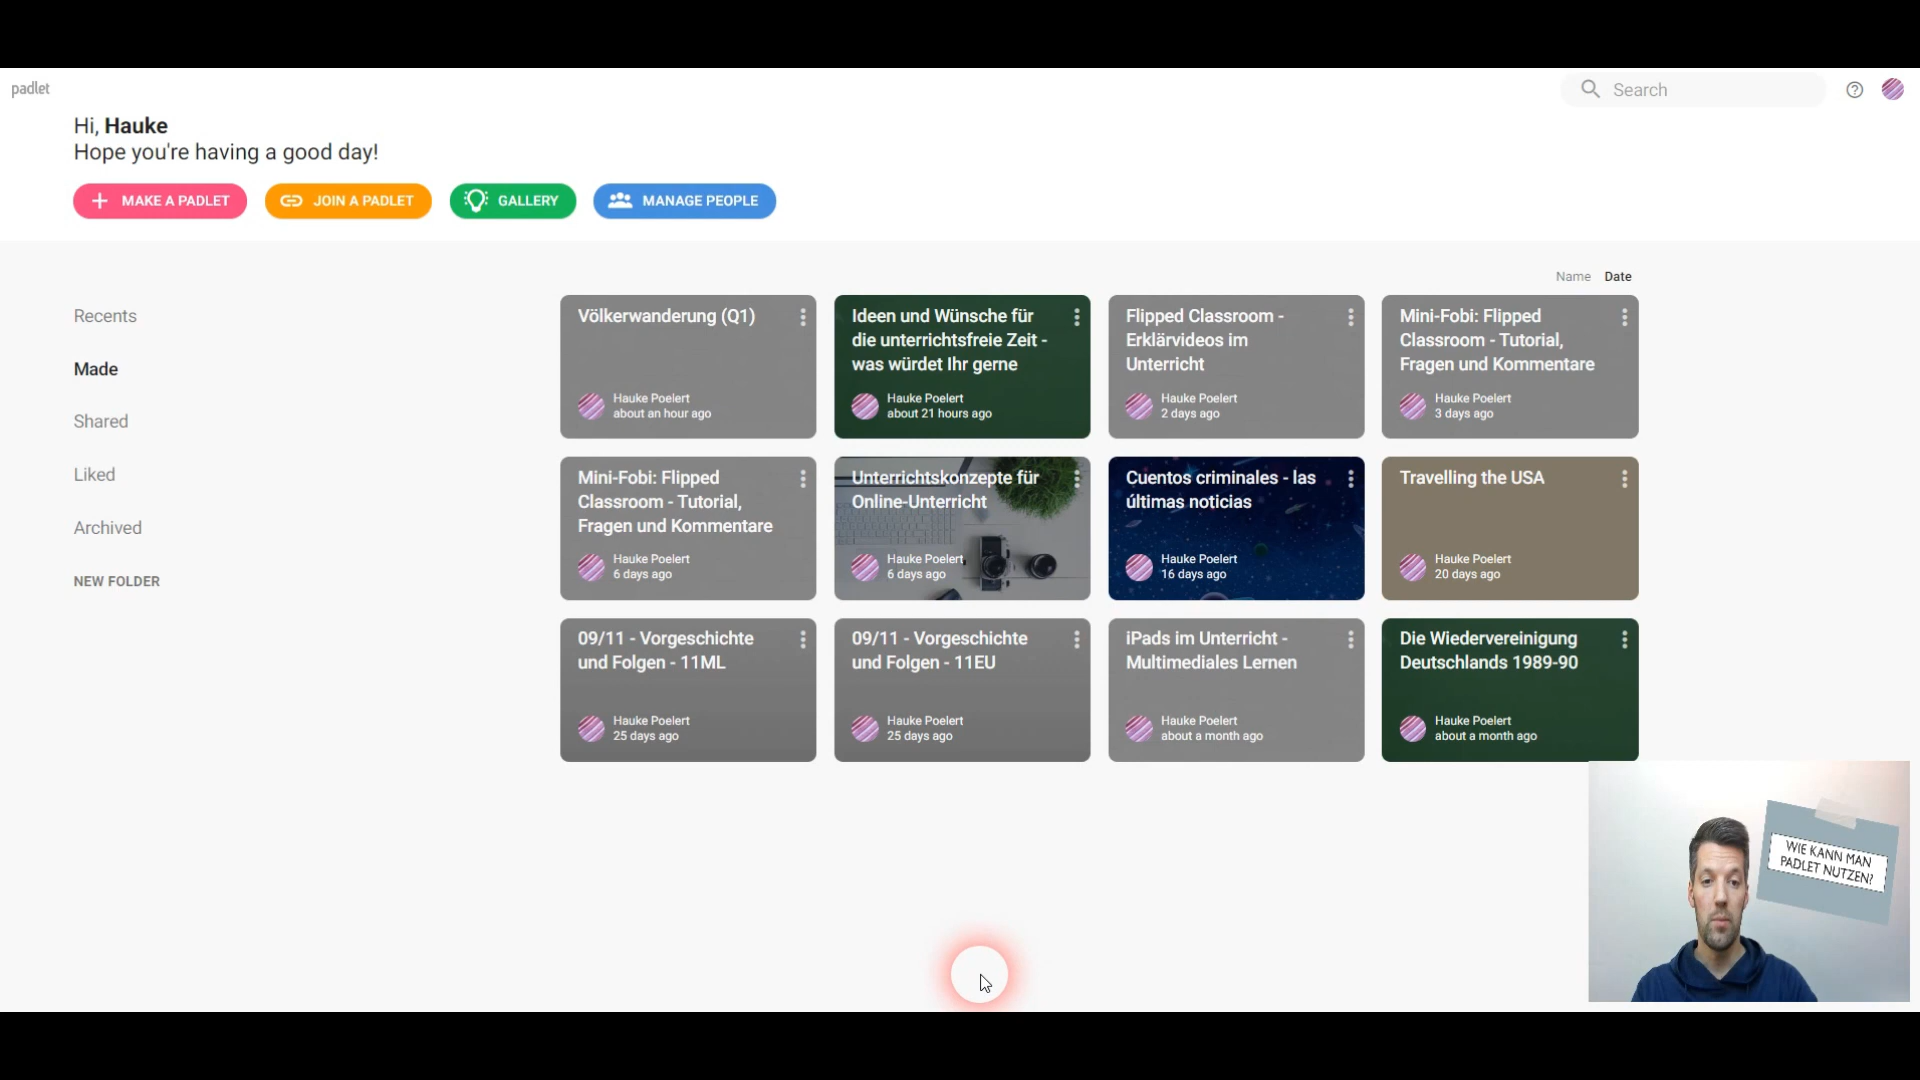 padlet
Search
Hi, Hauke
Hope you're having a good day!
MAKE A PADLET
JOIN A PADLET
GALLERY
MANAGE PEOPLE
Name Date
Recents
Made
Shared
Liked
Archived
NEW FOLDER
Völkerwanderung (Q1)
Hauke Poelert
about an hour ago
Ideen und Wünsche für
die unterrichtsfreie Zeit -
was würdet Ihr gerne
Hauke Poelert
about 21 hours ago
Flipped Classroom -
Erklärvideos im
Unterricht
Hauke Poelert
2 days ago
Mini-Fobi: Flipped
Classroom - Tutorial,
Fragen und Kommentare
Hauke Poelert
3 days ago
Mini-Fobi: Flipped
Classroom - Tutorial,
Fragen und Kommentare
Hauke Poelert
6 days ago
Unterrichtskonzepte für
Online-Unterricht
Hauke Poelert
6 days ago
Cuentos criminales - las
últimas noticias
Hauke Poelert
16 days ago
Travelling the USA
Hauke Poelert
20 days ago
09/11 - Vorgeschichte
und Folgen - 11ML
Hauke Poelert
25 days ago
09/11 - Vorgeschichte
und Folgen - 11EU
Hauke Poelert
25 days ago
iPads im Unterricht -
Multimediales Lernen
Hauke Poelert
about a month ago
Die Wiedervereinigung
Deutschlands 1989-90
Hauke Poelert
about a month ago
WIE KANN MAN
PADLET NUTZEN?